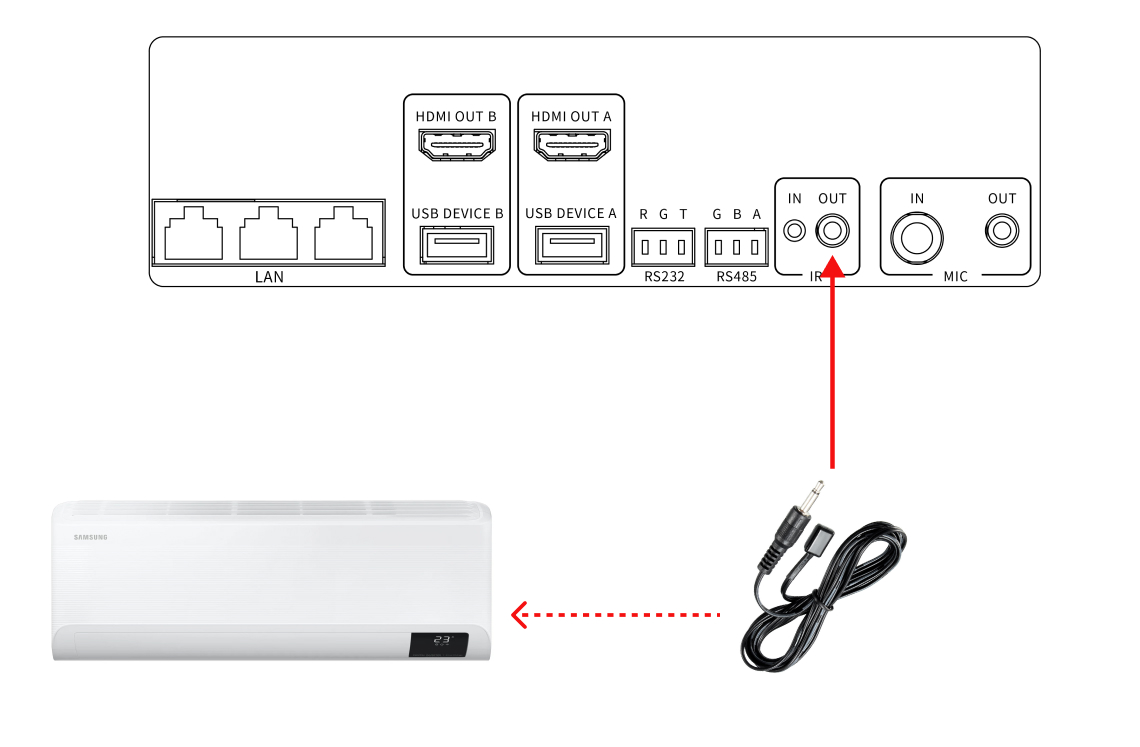 HDMI OUT B
HDMI OUT A
IN OUT
IN
OUT
USB DEVICE B
USB DEVICE A
R G T
G B A
LAN
RS232
RS485
IR
MIC
SAMSUNG
23°